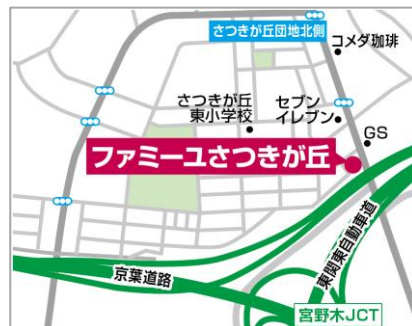 さつきが丘団地北側
コメダ珈琲
さつきが丘
東小学校
セブン
イレブン
GS
ファミーユさつきが丘
京葉道路
東関東自動車道
宮野木JCT